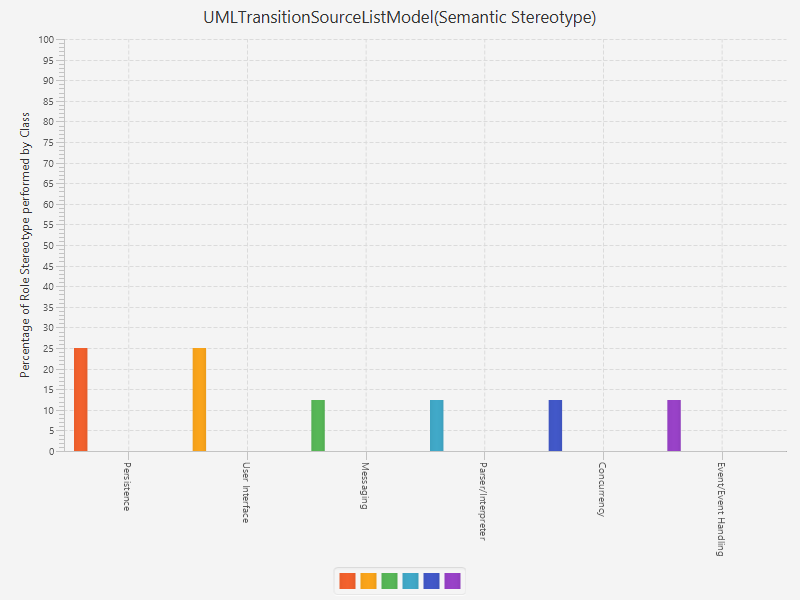 UMLTransitionSourceListModel(Semantic Stereotype)
Percentage of Role Stereotype performed by Class
100
95
90
85
80
75
70
65
60
55
50
45
40
35
30
25
20
15
10
5
0
Persistence
User Interface
Messaging
Parser/Interpreter
Concurrency
Event/Event Handling